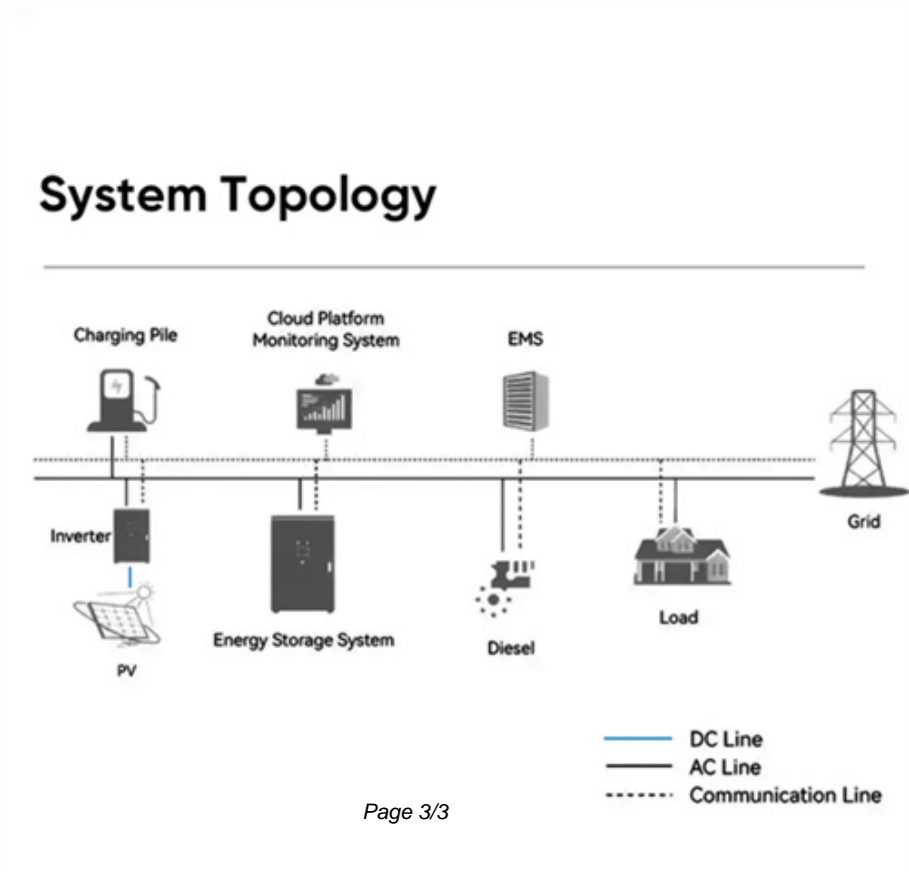 System Topology
Charging Pile
Cloud Platform
Monitoring System
EMS
Grid
Inverter
Load
Energy Storage System
Diesel
PV
DC Line
AC Line
Communication Line
Page 3/3